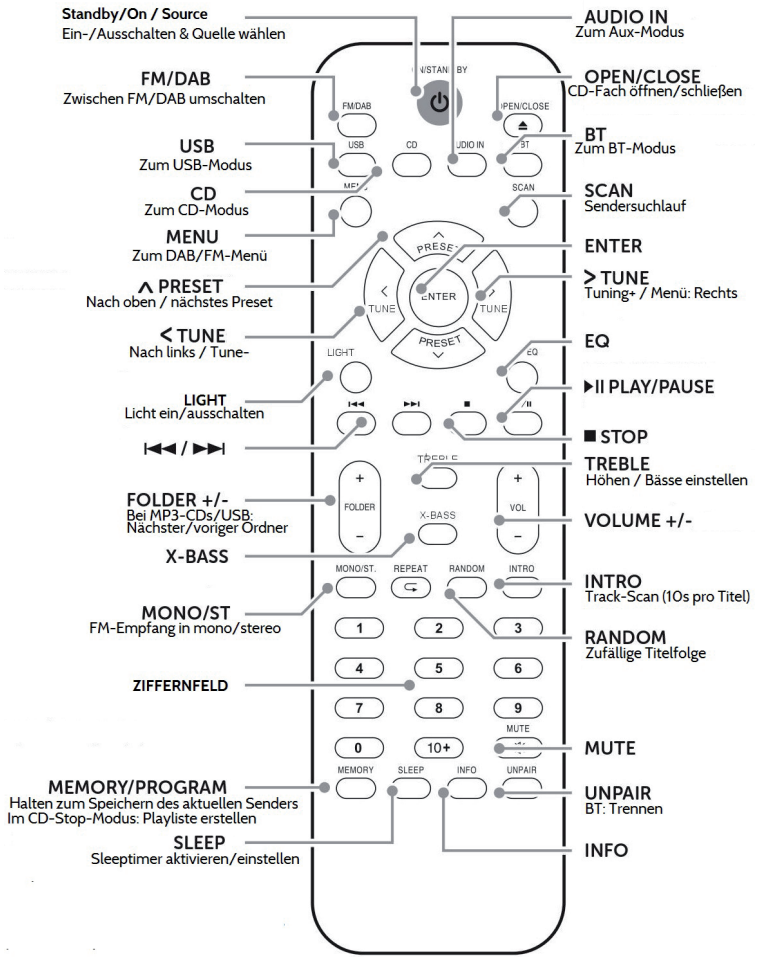 Standby/On / Source
Ein-/Ausschalten & Quelle wählen
FM/DAB
Zwischen FM/DAB umschalten
USB
Zum USB-Modus
CD
Zum CD-Modus
MENU
Zum DAB/FM-Menü
∧ PRESET
Nach oben / nächstes Preset
< TUNE
Nach links / Tune-
LIGHT
Licht ein/ausschalten
⏮ / ⏭
FOLDER +/-
Bei MP3-CDs/USB:
Nächster/voriger Ordner
X-BASS
MONO/ST
FM-Empfang in mono/stereo
ZIFFERNFELD
MEMORY/PROGRAM
Halten zum Speichern des aktuellen Senders
Im CD-Stop-Modus: Playliste erstellen
SLEEP
Sleeptimer aktivieren/einstellen
ON/STANDBY
FM/DAB
OPEN/CLOSE
USB
CD
AUDIO IN
BT
MENU
SCAN
PRESET
TUNE
ENTER
TUNE
PRESET
LIGHT
EQ
TREBLE
+
FOLDER
-
X-BASS
+
VOL
-
MONO/ST.
REPEAT
RANDOM
INTRO
1
2
3
4
5
6
7
8
9
MUTE
0
10+
MEMORY
SLEEP
INFO
UNPAIR
AUDIO IN
Zum Aux-Modus
OPEN/CLOSE
CD-Fach öffnen/schließen
BT
Zum BT-Modus
SCAN
Sendersuchlauf
ENTER
> TUNE
Tuning+ / Menü: Rechts
EQ
⏯ PLAY/PAUSE
■ STOP
TREBLE
Höhen / Bässe einstellen
VOLUME +/-
INTRO
Track-Scan (10s pro Titel)
RANDOM
Zufällige Titelfolge
MUTE
UNPAIR
BT: Trennen
INFO